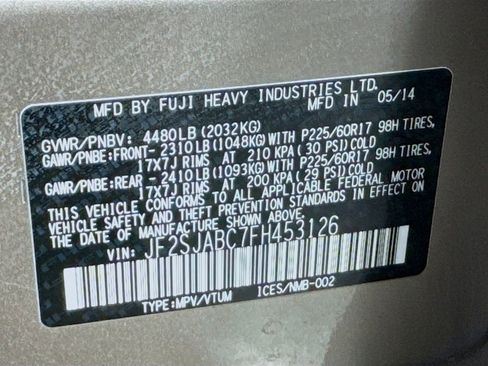 MFD BY FUJI HEAVY INDUSTRIES LTD.
MFD IN JAPAN DATE: 05/14
GVWR/PNBV: 4480LB(2032KG)
GAWR/PNBE:FRONT-2310LB(1048KG)WITH P225/60R17 98H TIRES,
17X7J RIMS AT 210 KPA(30 PSI)COLD
GAWR/PNBE:REAR -2410LB(1093KG)WITH P225/60R17 98H TIRES,
17X7J RIMS AT 200 KPA(29 PSI)COLD
THIS VEHICLE CONFORMS TO ALL APPLICABLE FEDERAL MOTOR
VEHICLE SAFETY AND THEFT PREVENTION STANDARDS IN EFFECT
ON THE DATE OF MANUFACTURE SHOWN ABOVE.
VIN: JF2SJABC7FH453126
TYPE:MPV/VTUM ICES/NMB-002